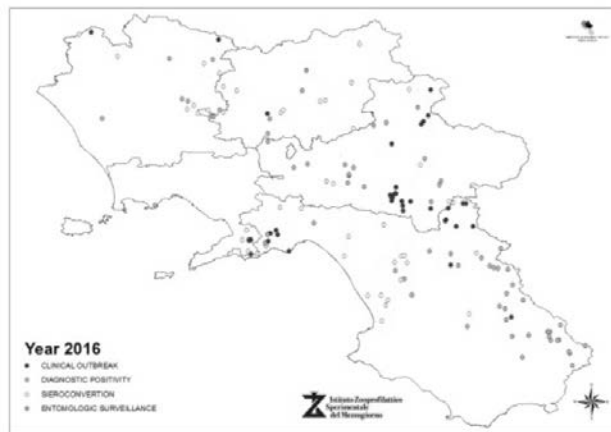 Year 2016
CLINICAL OUTBREAK
DIAGNOSTIC POSITIVITY
SIEROCONVERTION
ENTOMOLOGIC SURVEILLANCE
Istituto Zooprofilattico
Sperimentale
del Mezzogiorno